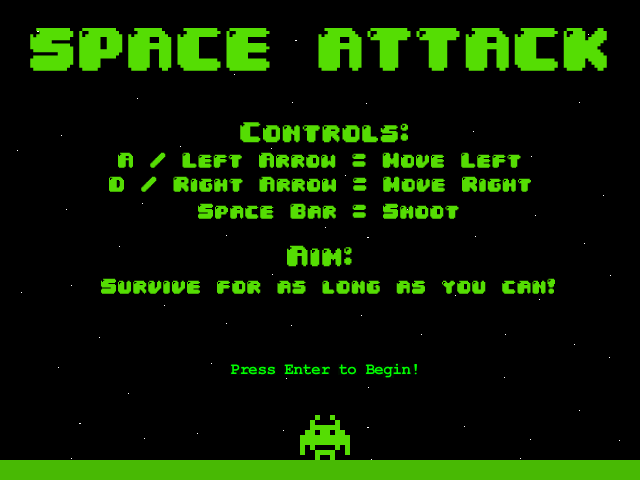 SPACE ATTACK
CONTROLS:
A / LEFT ARROW = MOVE LEFT
D / RIGHT ARROW = MOVE RIGHT
SPACE BAR = SHOOT
AIM:
SURVIVE FOR AS LONG AS YOU CAN!
Press Enter to Begin!